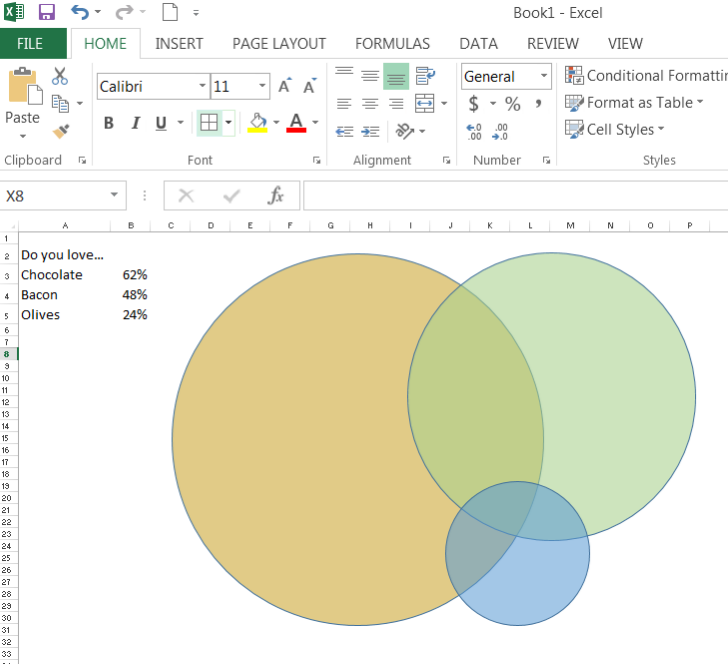 Book1 - Excel
FILE HOME INSERT PAGE LAYOUT FORMULAS DATA REVIEW VIEW
Calibri 11 General Conditional Formattin
Paste $ % , Format as Table
B I U A .00 .00 Cell Styles
Clipboard Font Alignment Number Styles
X8 fx
A B C D E F G H I J K L M N O P
1
2 Do you love...
3 Chocolate 62%
4 Bacon 48%
5 Olives 24%
6
7
8
9
10
11
12
13
14
15
16
17
18
19
20
21
22
23
24
25
26
27
28
29
30
31
32
33